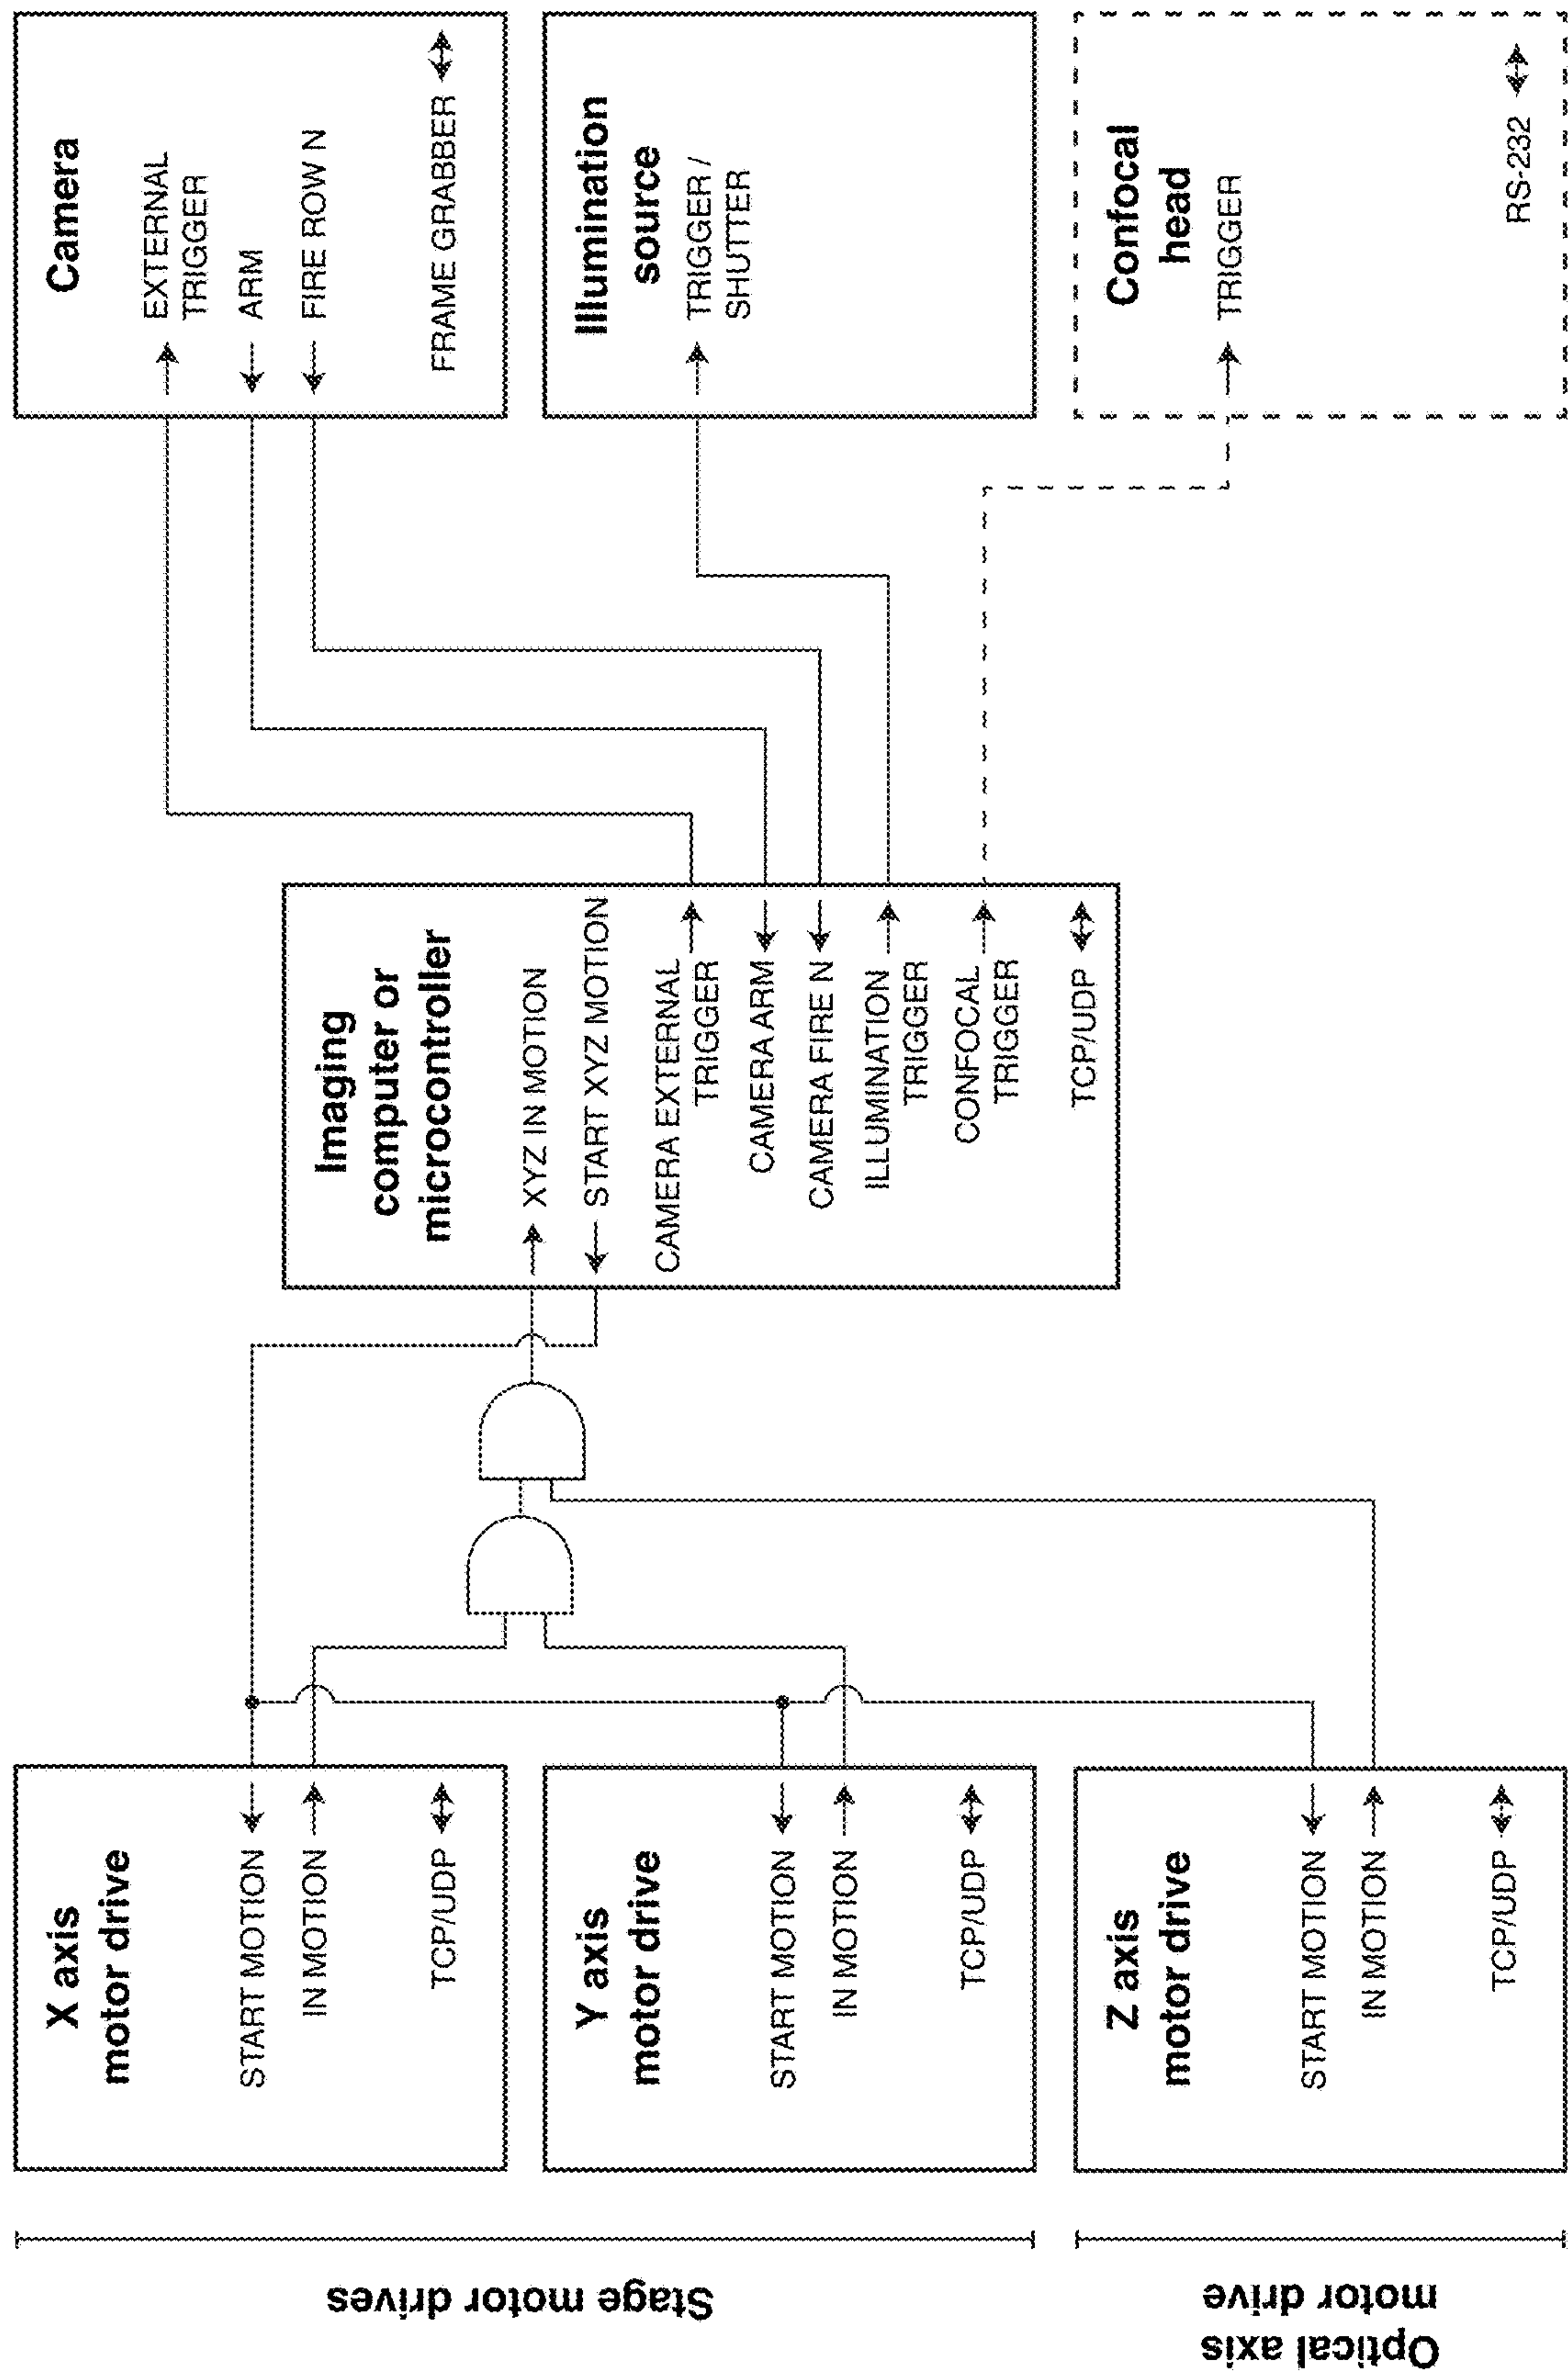 Stage motor drives
Optical axis
motor drive
X axis
motor drive
START MOTION
IN MOTION
TCP/UDP
Y axis
motor drive
START MOTION
IN MOTION
TCP/UDP
Z axis
motor drive
START MOTION
IN MOTION
TCP/UDP
Imaging
computer or
microcontroller
XYZ IN MOTION
START XYZ MOTION
CAMERA EXTERNAL
TRIGGER
CAMERA ARM
CAMERA FIRE N
ILLUMINATION
TRIGGER
CONFOCAL
TRIGGER
TCP/UDP
Camera
EXTERNAL
TRIGGER
ARM
FIRE ROW N
FRAME GRABBER
Illumination
source
TRIGGER /
SHUTTER
Confocal
head
TRIGGER
RS-232